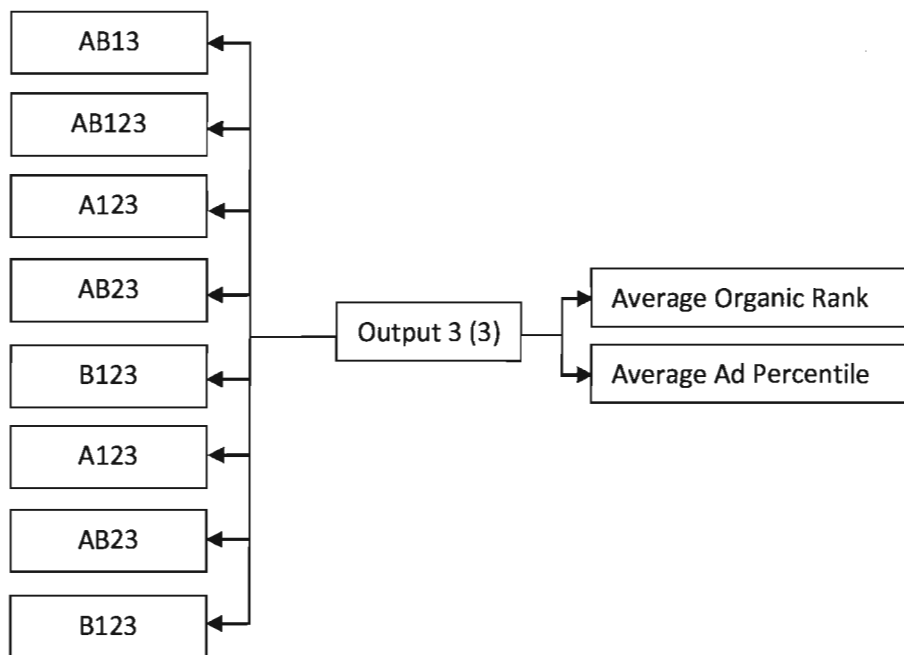 AB13
AB123
A123
AB23
B123
A123
AB23
B123
Output 3 (3)
Average Organic Rank
Average Ad Percentile